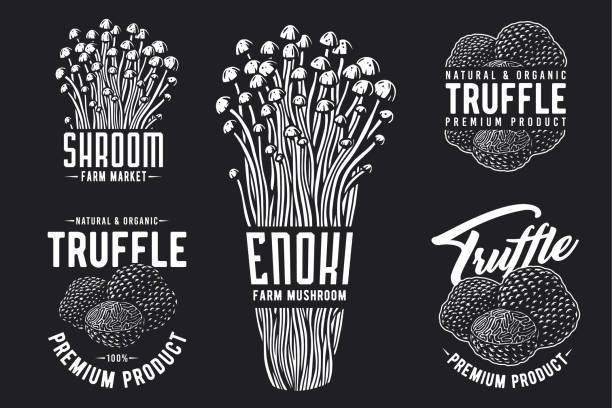 SHROOM
FARM MARKET
NATURAL & ORGANIC
TRUFFLE
100%
PREMIUM PRODUCT
ENOKI
FARM MUSHROOM
NATURAL & ORGANIC
TRUFFLE
PREMIUM PRODUCT
Truffle
PREMIUM PRODUCT